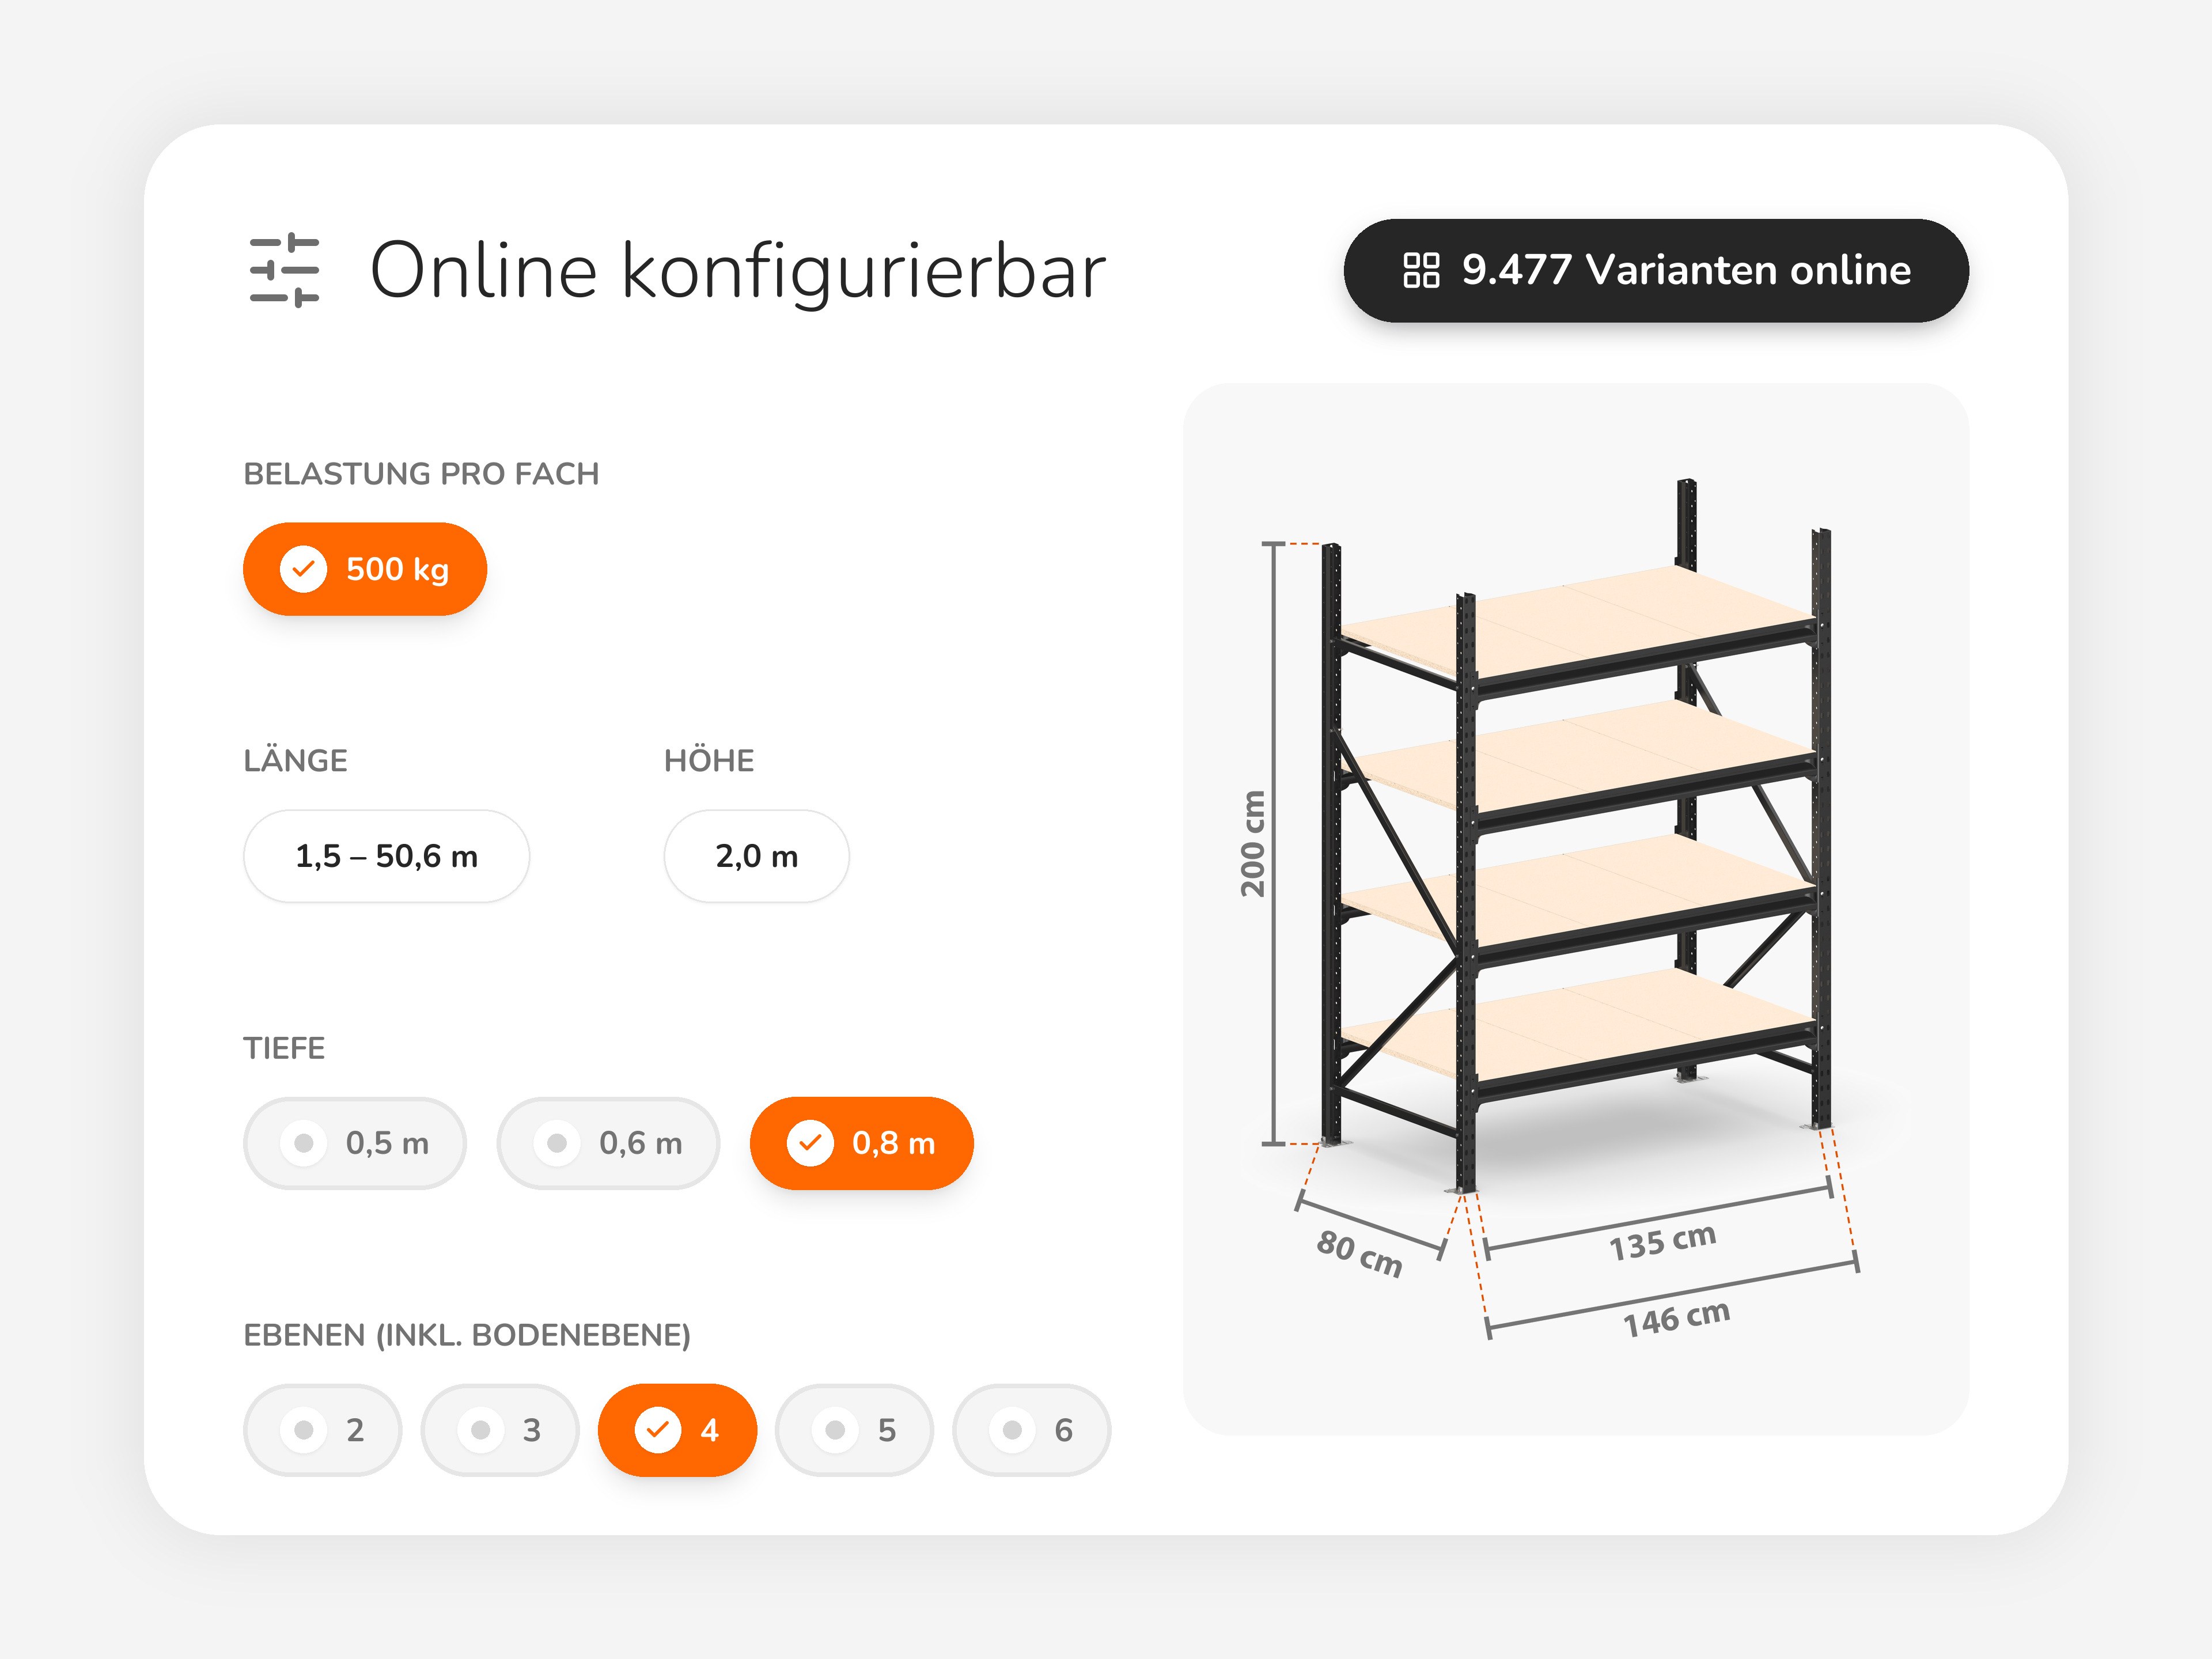 Online konfigurierbar
9.477 Varianten online
BELASTUNG PRO FACH
500 kg
LÄNGE
HÖHE
1,5 – 50,6 m
2,0 m
TIEFE
0,5 m
0,6 m
0,8 m
EBENEN (INKL. BODENEBENE)
2
3
4
5
6
200 cm
80 cm
135 cm
146 cm